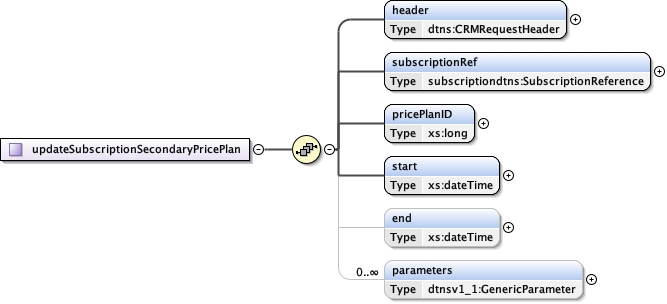 header
Type dtns:CRMRequestHeader
subscriptionRef
Type subscriptiondtns:SubscriptionReference
pricePlanID
Type xs:long
updateSubscriptionSecondaryPricePlan
start
Type xs:dateTime
end
Type xs:dateTime
0..∞
parameters
Type dtnsv1_1:GenericParameter